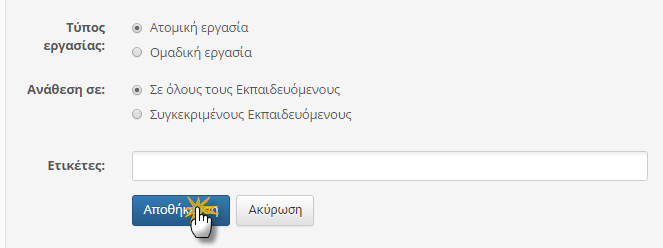 Τύπος εργασίας:
Ατομική εργασία
Ομαδική εργασία
Ανάθεση σε:
Σε όλους τους Εκπαιδευόμενους
Συγκεκριμένους Εκπαιδευόμενους
Ετικέτες:
Ακύρωση